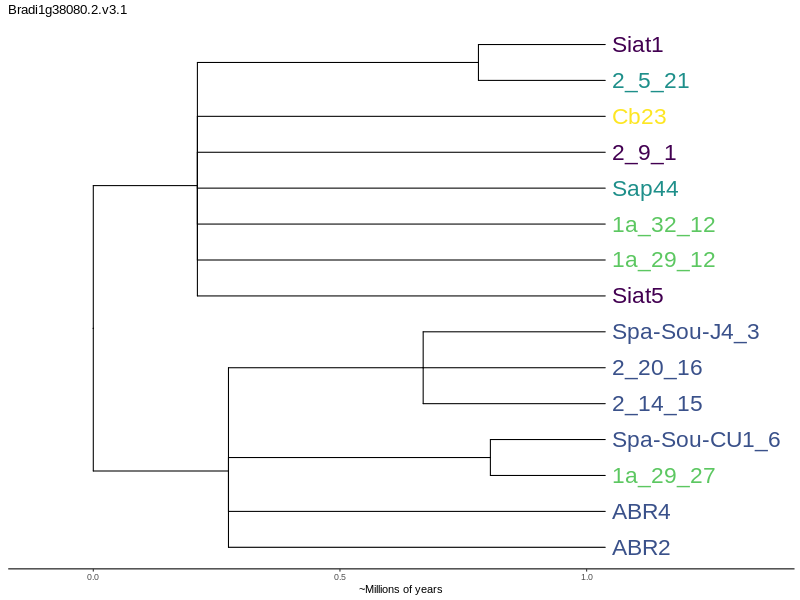 Bradi1g38080.2.v3.1
Siat1
2_5_21
Cb23
2_9_1
Sap44
1a_32_12
1a_29_12
Siat5
Spa-Sou-J4_3
2_20_16
2_14_15
Spa-Sou-CU1_6
1a_29_27
ABR4
ABR2
0.0 0.5 1.0
~Millions of years